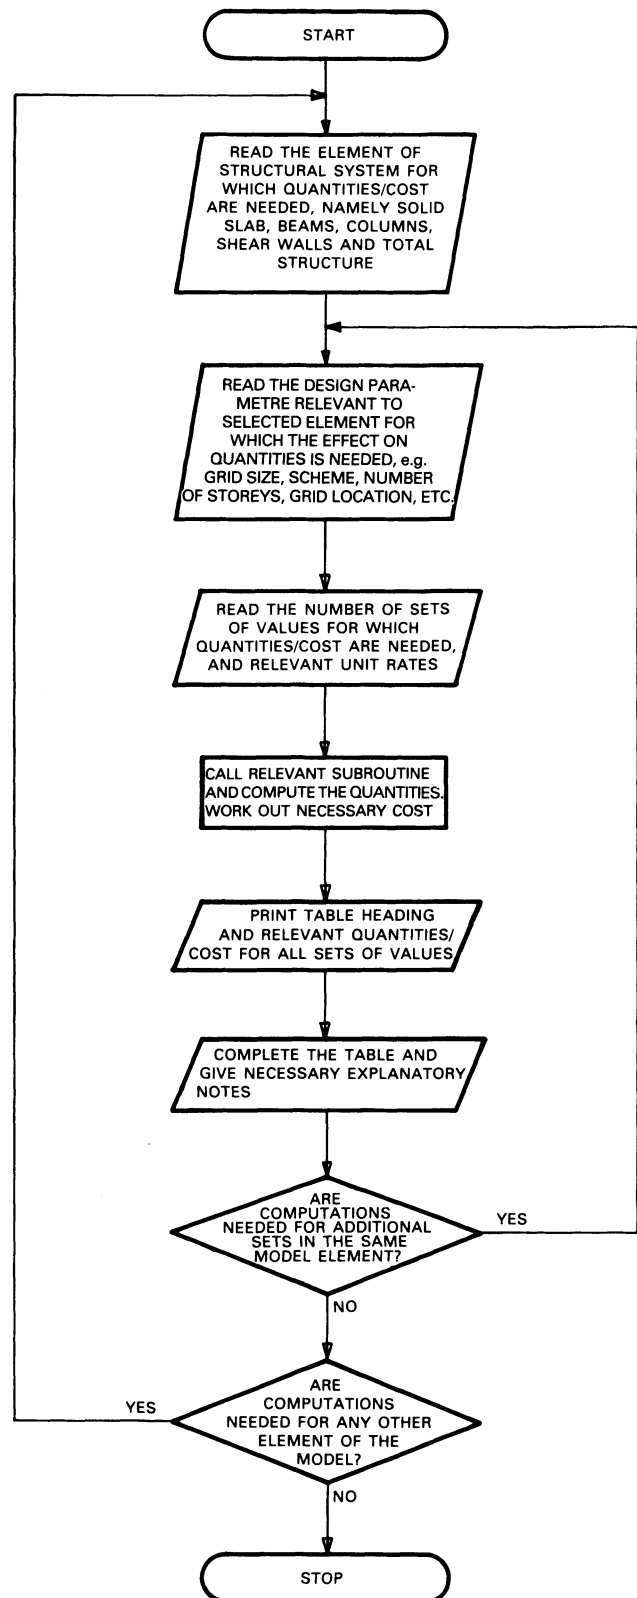 START
READ THE ELEMENT OF
STRUCTURAL SYSTEM FOR
WHICH QUANTITIES/COST
ARE NEEDED, NAMELY SOLID
SLAB, BEAMS, COLUMNS,
SHEAR WALLS AND TOTAL
STRUCTURE
READ THE DESIGN PARA-
METRE RELEVANT TO
SELECTED ELEMENT FOR
WHICH THE EFFECT ON
QUANTITIES IS NEEDED, e.g.
GRID SIZE, SCHEME, NUMBER
OF STOREYS, GRID LOCATION, ETC.
READ THE NUMBER OF SETS
OF VALUES FOR WHICH
QUANTITIES/COST ARE NEEDED,
AND RELEVANT UNIT RATES
CALL RELEVANT SUBROUTINE
AND COMPUTE THE QUANTITIES.
WORK OUT NECESSARY COST
PRINT TABLE HEADING
AND RELEVANT QUANTITIES/
COST FOR ALL SETS OF VALUES
COMPLETE THE TABLE AND
GIVE NECESSARY EXPLANATORY
NOTES
ARE
COMPUTATIONS
NEEDED FOR ADDITIONAL
SETS IN THE SAME
MODEL ELEMENT?
YES
NO
ARE
COMPUTATIONS
NEEDED FOR ANY OTHER
ELEMENT OF THE
MODEL?
YES
NO
STOP